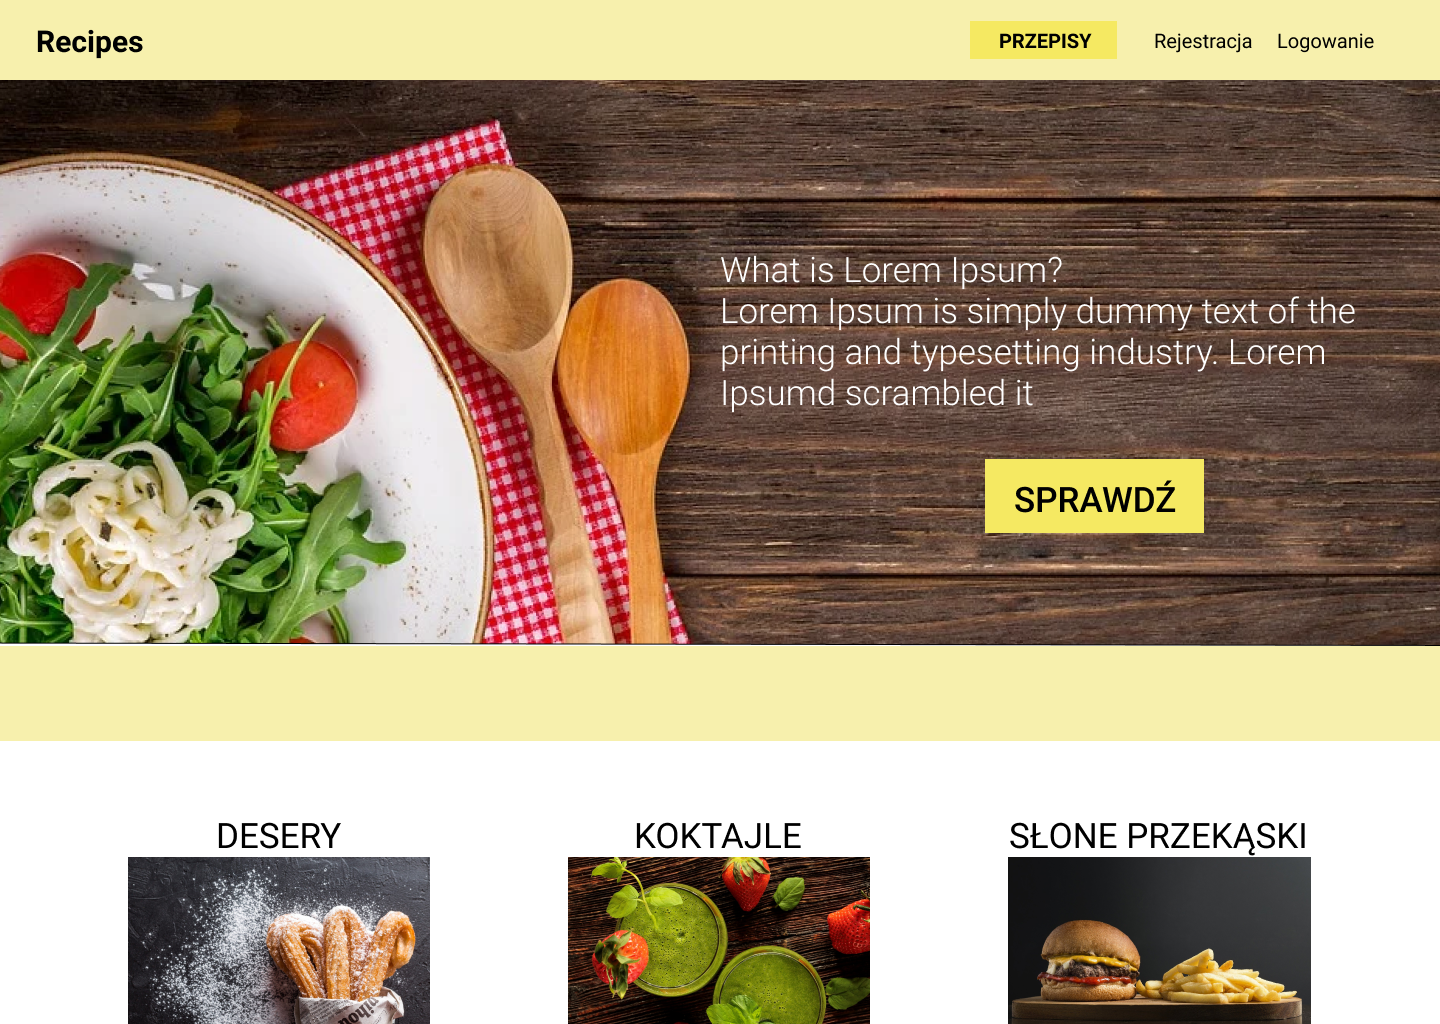 Recipes
PRZEPISY
Rejestracja
Logowanie
What is Lorem Ipsum?
Lorem Ipsum is simply dummy text of the
printing and typesetting industry. Lorem
Ipsumd scrambled it
SPRAWDŹ
DESERY
KOKTAJLE
SŁONE PRZEKĄSKI